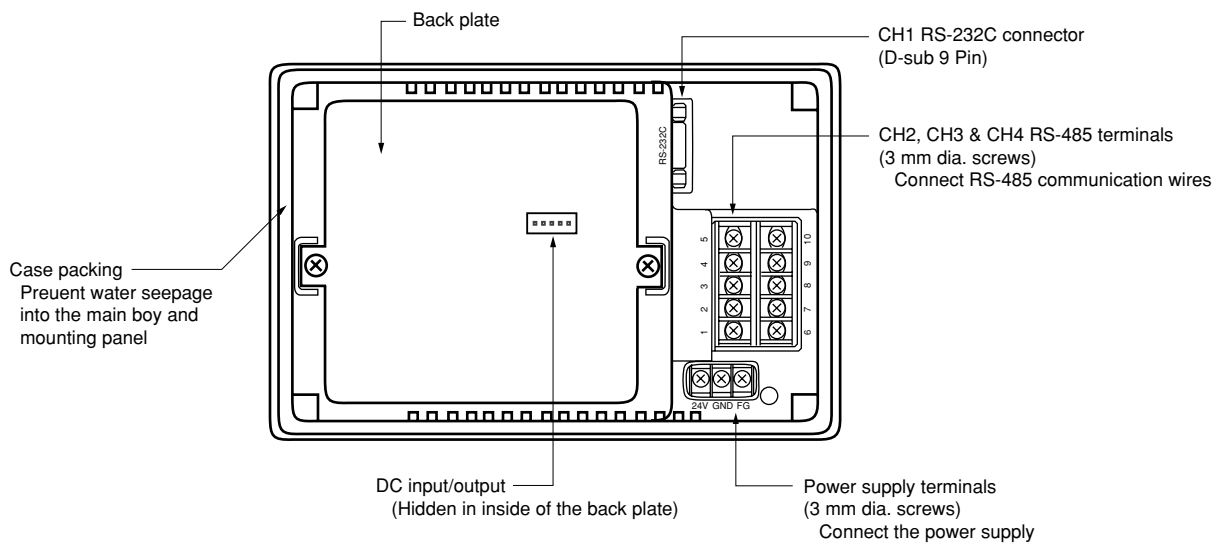 Back plate
CH1 RS-232C connector
(D-sub 9 Pin)
RS-232C
CH2, CH3 & CH4 RS-485 terminals
(3 mm dia. screws)
Connect RS-485 communication wires
5
10
4
9
3
8
2
7
1
6
Case packing
Preuent water seepage
into the main boy and
mounting panel
24V GND FG
DC input/output
(Hidden in inside of the back plate)
Power supply terminals
(3 mm dia. screws)
Connect the power supply